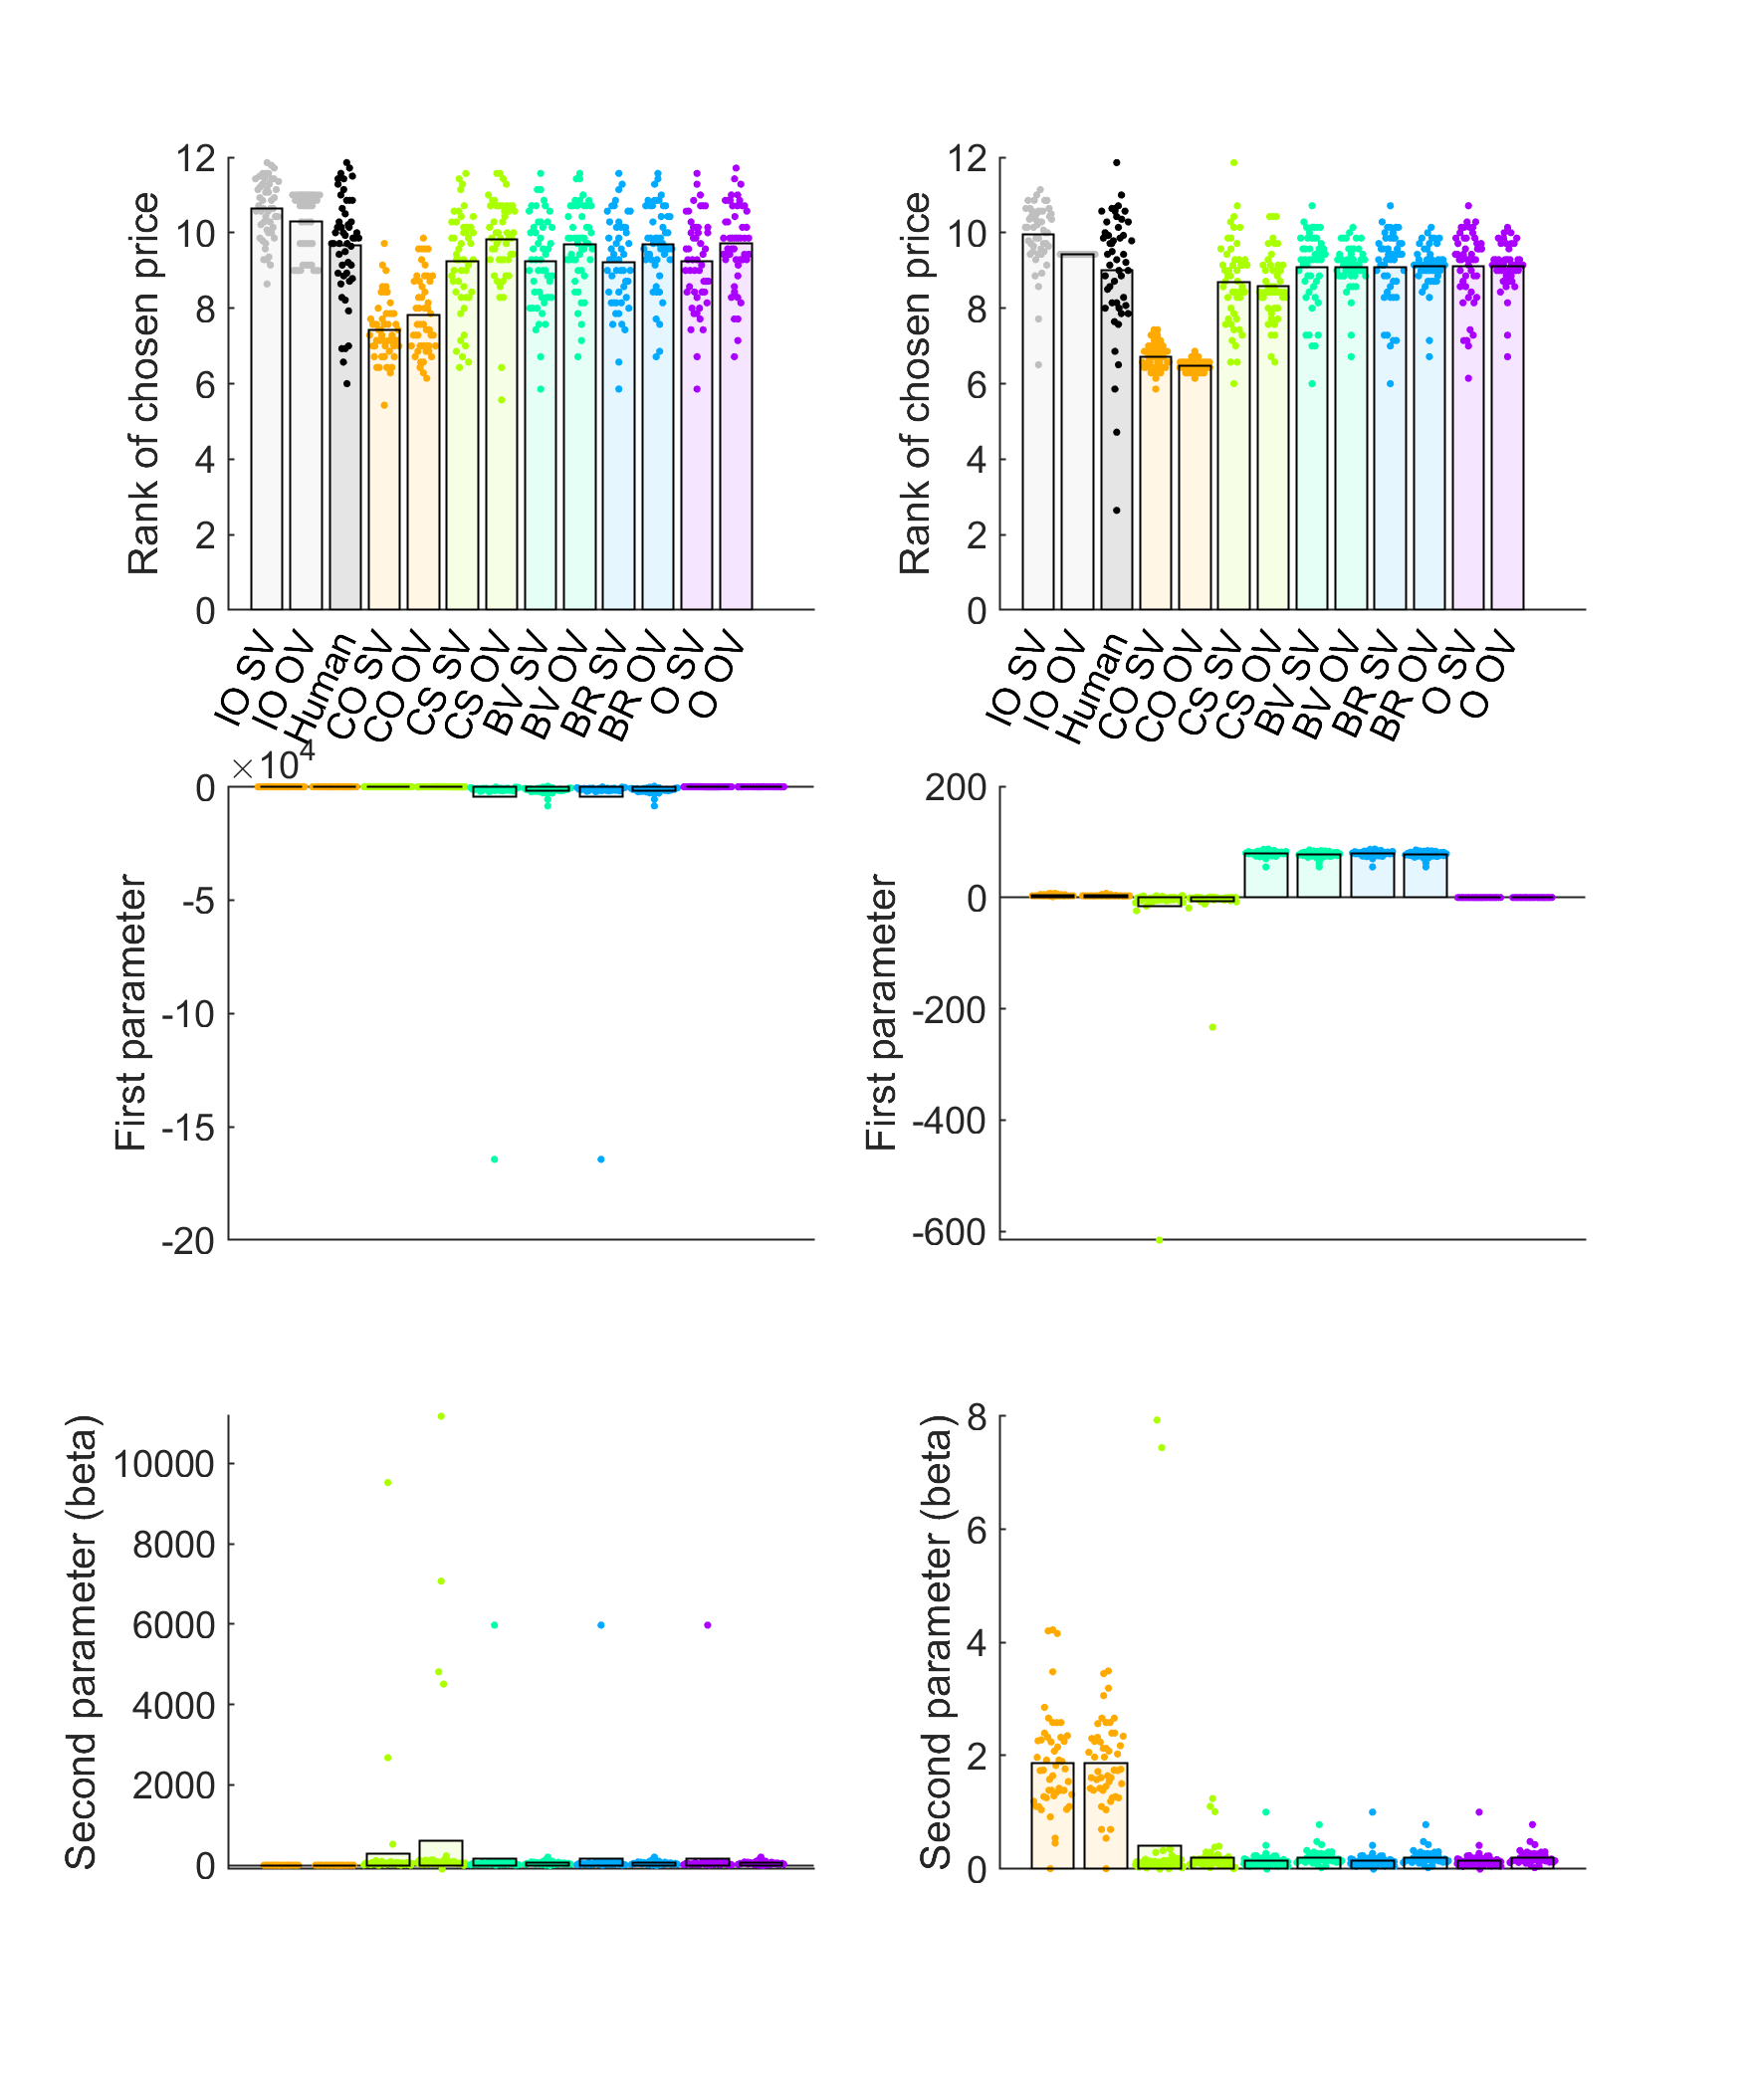 12
10
8
6
4
2
0
Rank of chosen price
IO SV
IO OV
Human
CO SV
CO OV
CS SV
CS OV
BV SV
BV OV
BR SV
BR OV
O SV
O OV
12
10
8
6
4
2
0
Rank of chosen price
IO SV
IO OV
Human
CO SV
CO OV
CS SV
CS OV
BV SV
BV OV
BR SV
BR OV
O SV
O OV
×10⁴
0
-5
-10
-15
-20
First parameter
200
0
-200
-400
-600
First parameter
10000
8000
6000
4000
2000
0
Second parameter (beta)
8
6
4
2
0
Second parameter (beta)